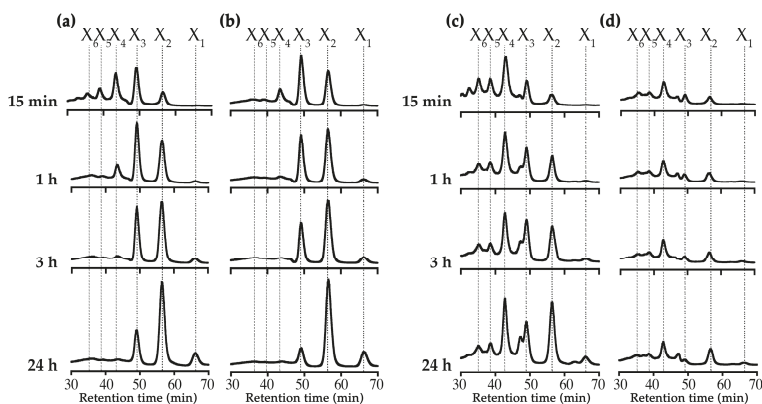 (a) (b) (c) (d)
X6 X5 X4 X3 X2 X1 X6 X5 X4 X3 X2 X1 X6 X5 X4 X3 X2 X1 X6 X5 X4 X3 X2 X1
15 min 15 min
1 h 1 h
3 h 3 h
24 h 24 h
30 40 50 60 70 30 40 50 60 70 30 40 50 60 70 30 40 50 60 70
Retention time (min) Retention time (min) Retention time (min) Retention time (min)